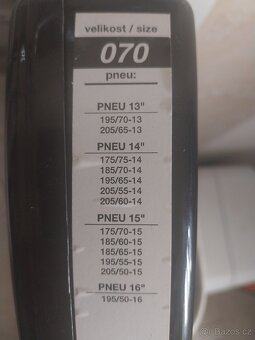 velikost / size
070
pneu:
PNEU 13"
195/70-13
205/65-13
PNEU 14"
175/75-14
185/70-14
195/65-14
205/55-14
205/60-14
PNEU 15"
175/70-15
185/60-15
185/65-15
195/55-15
205/50-15
PNEU 16"
195/50-16
bazoš.cz